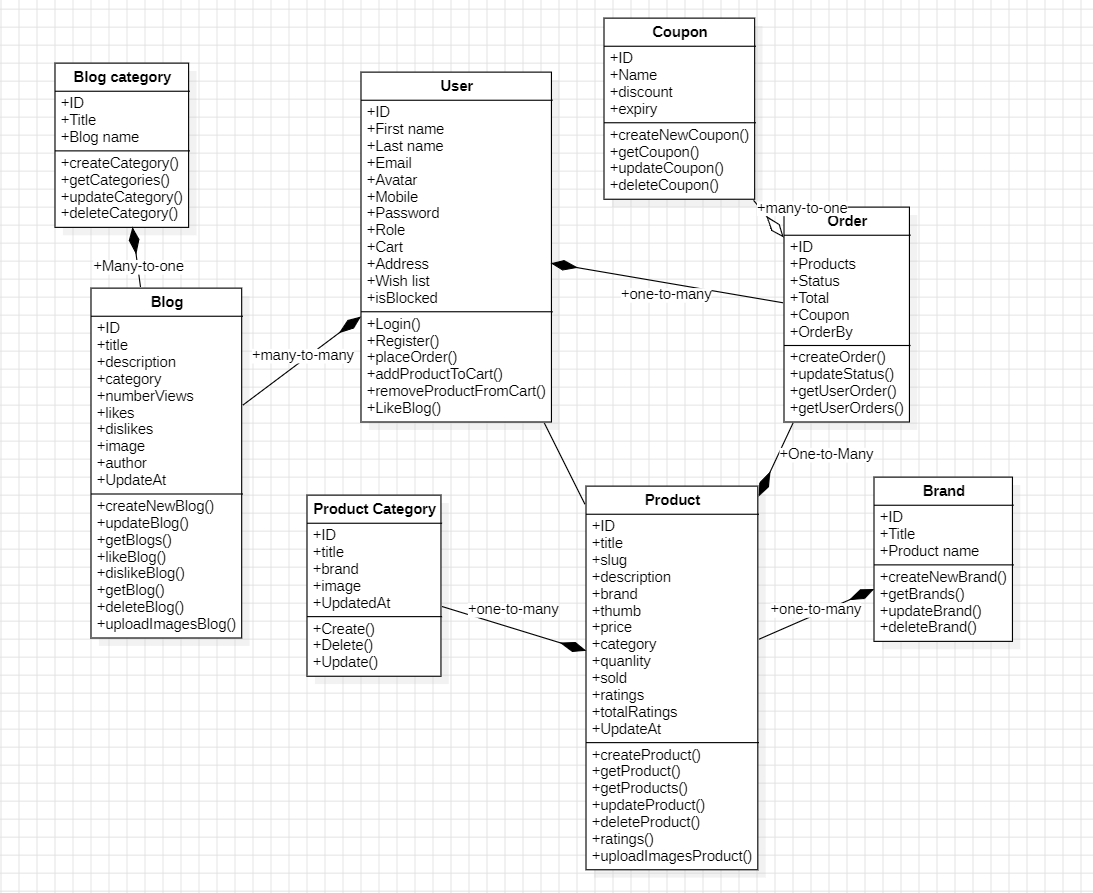 Blog category
+ID
+Title
+Blog name
+createCategory()
+getCategories()
+updateCategory()
+deleteCategory()
+Many-to-one
Blog
+ID
+title
+description
+category
+numberViews
+likes
+dislikes
+image
+author
+UpdateAt
+createNewBlog()
+updateBlog()
+getBlogs()
+likeBlog()
+dislikeBlog()
+getBlog()
+deleteBlog()
+uploadImagesBlog()
+many-to-many
User
+ID
+First name
+Last name
+Email
+Avatar
+Mobile
+Password
+Role
+Cart
+Address
+Wish list
+isBlocked
+Login()
+Register()
+placeOrder()
+addProductToCart()
+removeProductFromCart()
+LikeBlog()
+one-to-many
Coupon
+ID
+Name
+discount
+expiry
+createNewCoupon()
+getCoupon()
+updateCoupon()
+deleteCoupon()
+many-to-one
Order
+ID
+Products
+Status
+Total
+Coupon
+OrderBy
+createOrder()
+updateStatus()
+getUserOrder()
+getUserOrders()
+One-to-Many
Product Category
+ID
+title
+brand
+image
+UpdatedAt
+Create()
+Delete()
+Update()
+one-to-many
Product
+ID
+title
+slug
+description
+brand
+thumb
+price
+category
+quanlity
+sold
+ratings
+totalRatings
+UpdateAt
+createProduct()
+getProduct()
+getProducts()
+updateProduct()
+deleteProduct()
+ratings()
+uploadImagesProduct()
+one-to-many
Brand
+ID
+Title
+Product name
+createNewBrand()
+getBrands()
+updateBrand()
+deleteBrand()